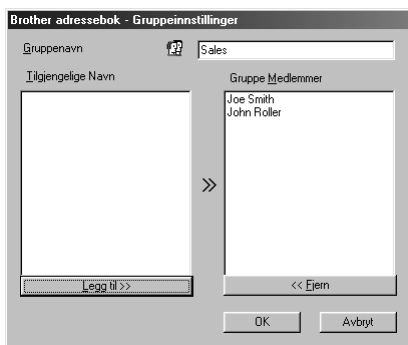 Brother adressebok - Gruppeinnstillinger
Gruppenavn
Sales
Tilgjengelige Navn
Gruppe Medlemmer
Joe Smith
John Roller
Legg til >>
<< Fjern
OK
Avbryt